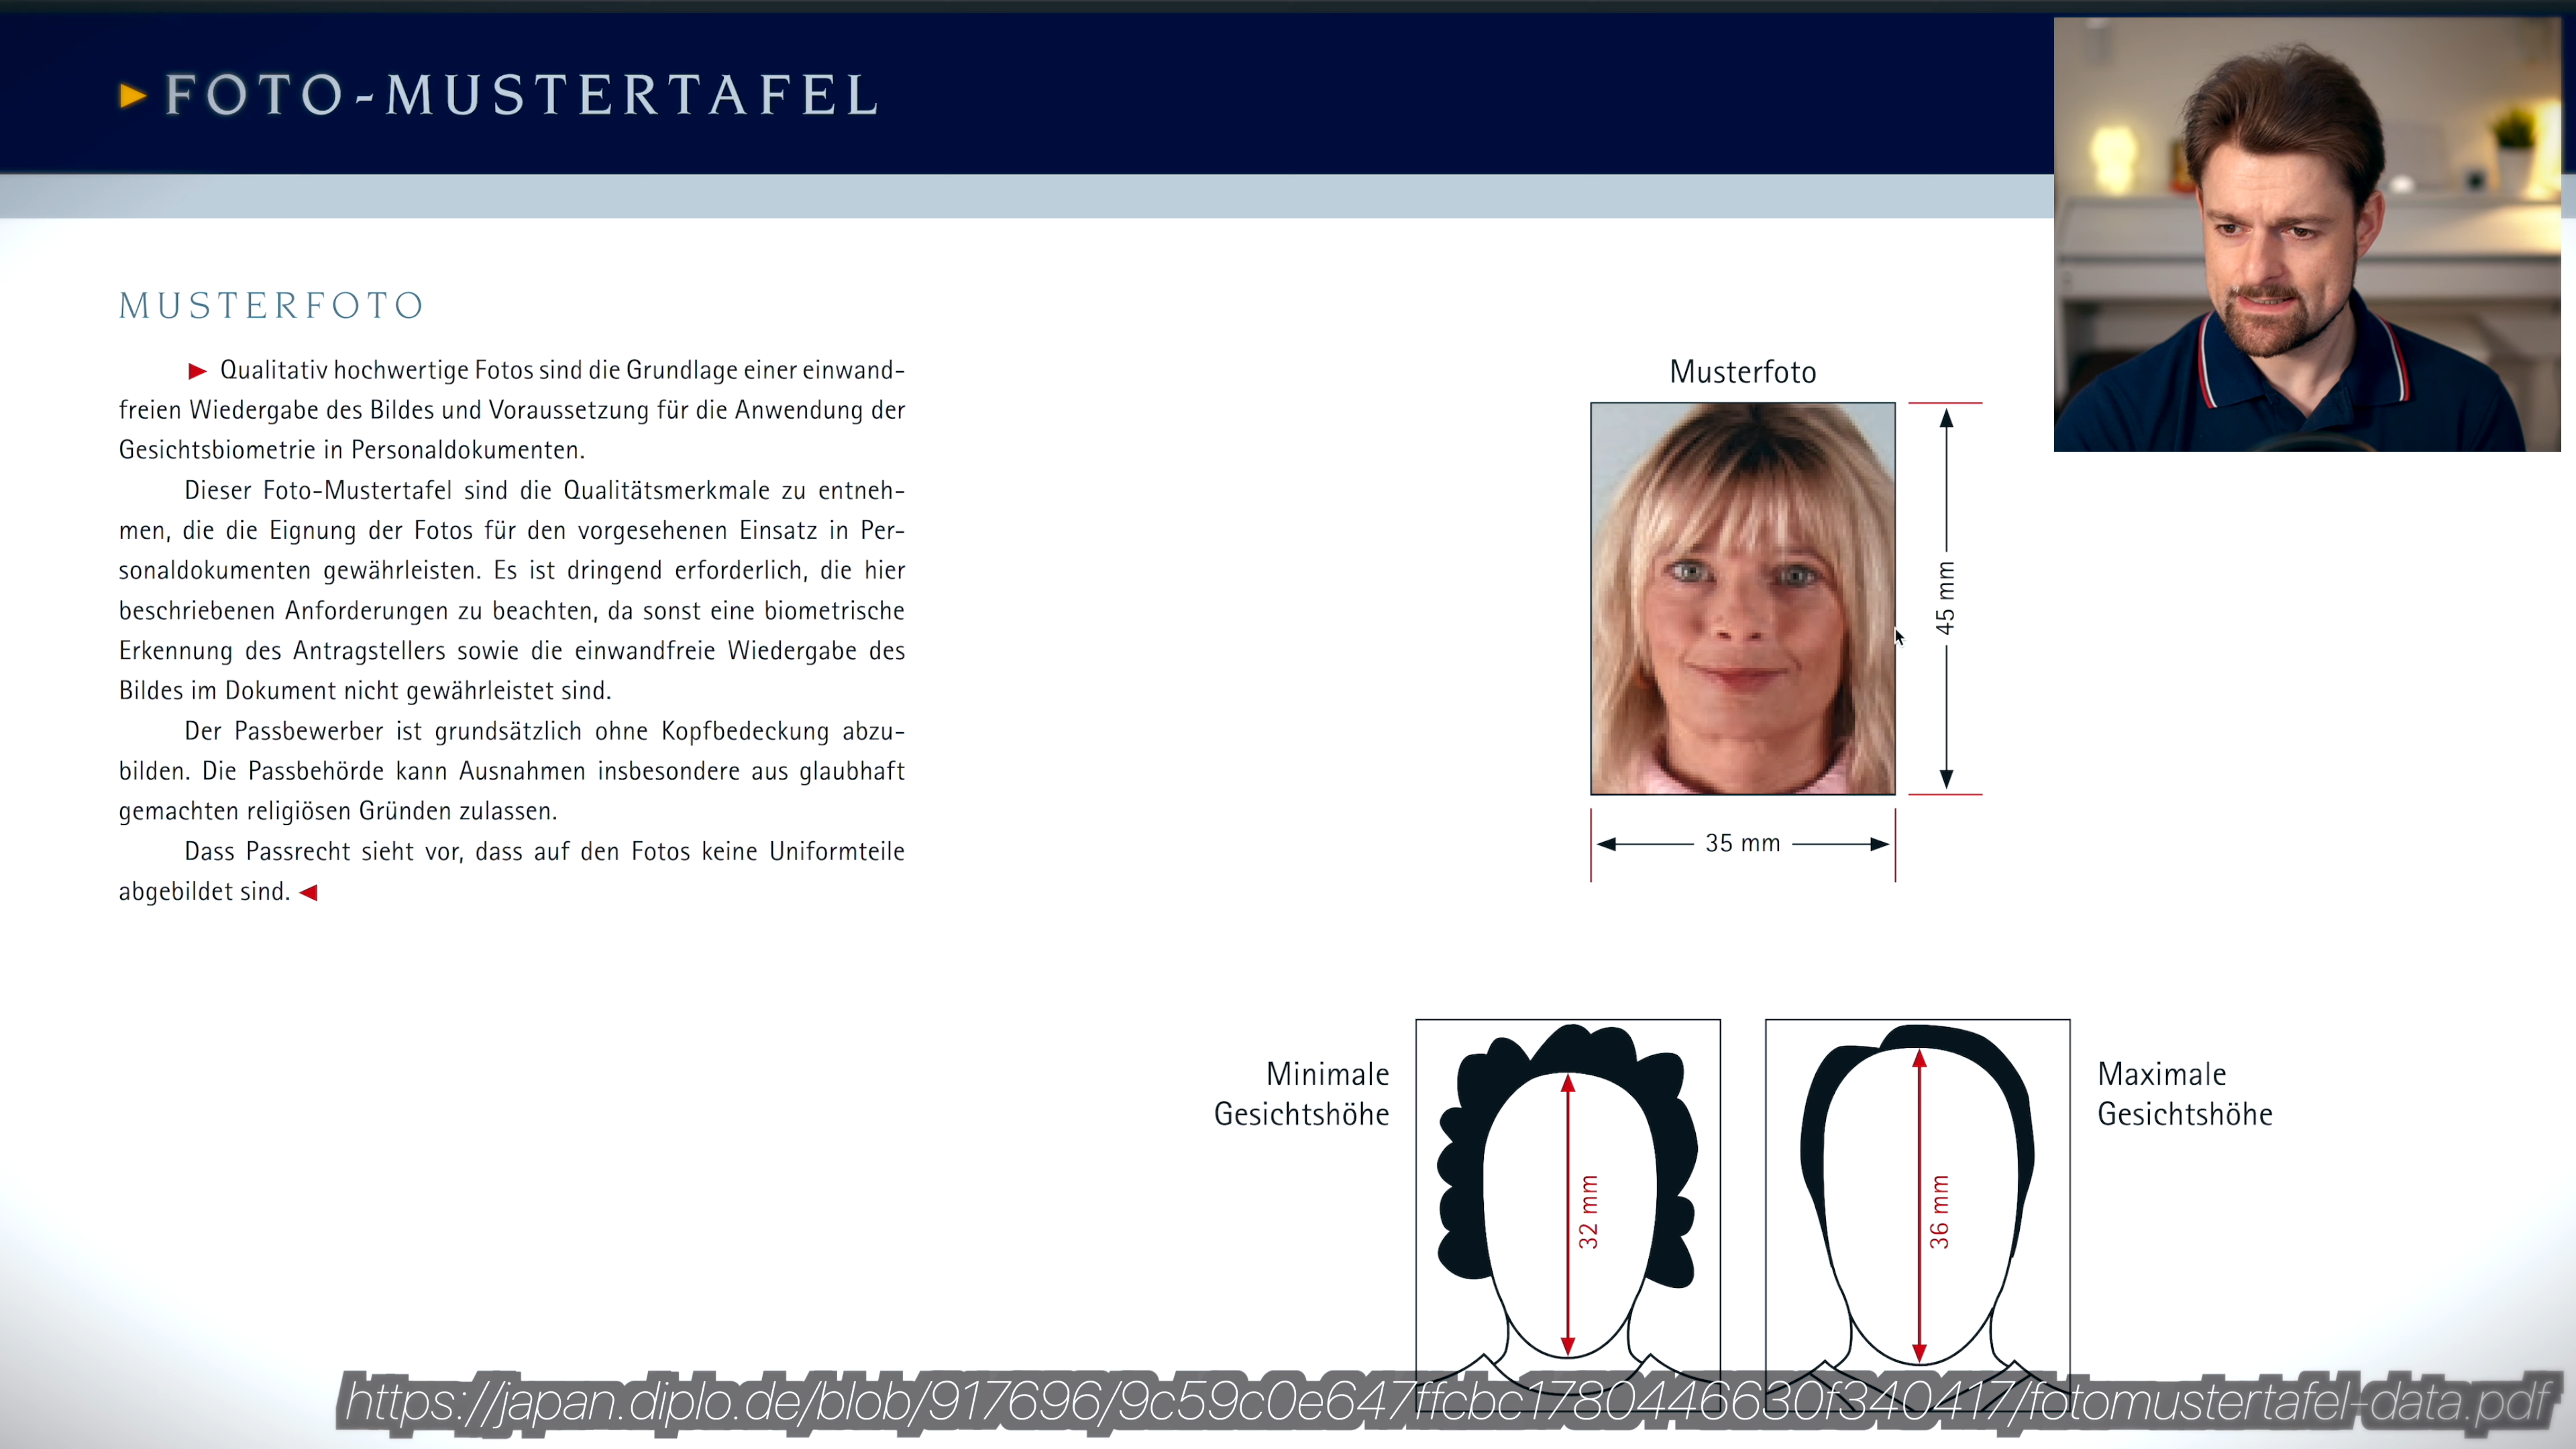 FOTO-MUSTERTAFEL
MUSTERFOTO
Qualitativ hochwertige Fotos sind die Grundlage einer einwand-
freien Wiedergabe des Bildes und Voraussetzung für die Anwendung der
Gesichtsbiometrie in Personaldokumenten.
Dieser Foto-Mustertafel sind die Qualitätsmerkmale zu entneh-
men, die die Eignung der Fotos für den vorgesehenen Einsatz in Per-
sonaldokumenten gewährleisten. Es ist dringend erforderlich, die hier
beschriebenen Anforderungen zu beachten, da sonst eine biometrische
Erkennung des Antragstellers sowie die einwandfreie Wiedergabe des
Bildes im Dokument nicht gewährleistet sind.
Der Passbewerber ist grundsätzlich ohne Kopfbedeckung abzu-
bilden. Die Passbehörde kann Ausnahmen insbesondere aus glaubhaft
gemachten religiösen Gründen zulassen.
Dass Passrecht sieht vor, dass auf den Fotos keine Uniformteile
abgebildet sind.
Musterfoto
45 mm
35 mm
Minimale
Gesichtshöhe
32 mm
36 mm
Maximale
Gesichtshöhe
https://japan.diplo.de/blob/917696/9c59c0e647ffcbc1780446630f340417/fotomustertafel-data.pdf